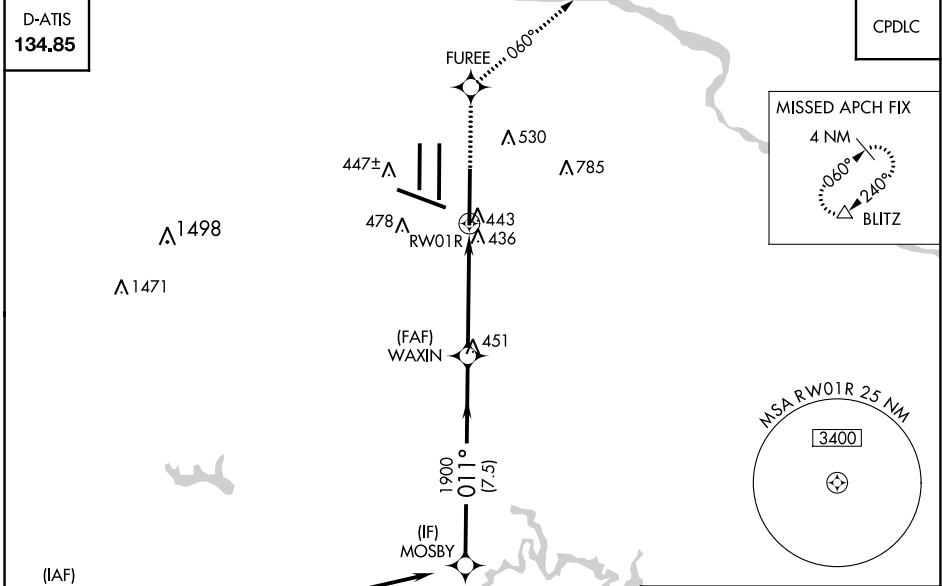 D-ATIS
134.85
CPDLC
FUREE
060°
MISSED APCH FIX
4 NM
060°
240°
BLITZ
530
785
447±
478
443
RW01R
436
1498
1471
(FAF)
WAXIN
451
MSA RW01R 25 NM
3400
1900
011°
(7.5)
(IF)
MOSBY
(IAF)